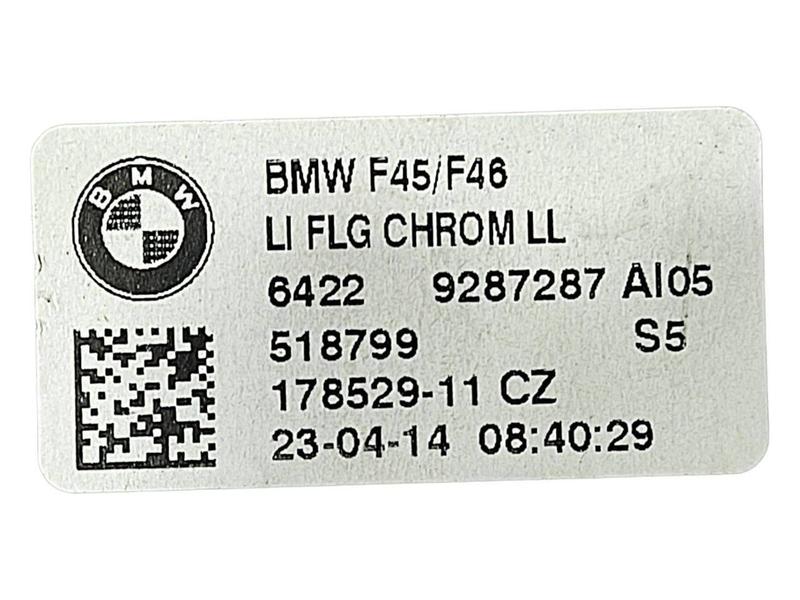 BMW
BMW F45/F46
LI FLG CHROM LL
6422 9287287 AI05
518799 S5
178529-11 CZ
23-04-14 08:40:29